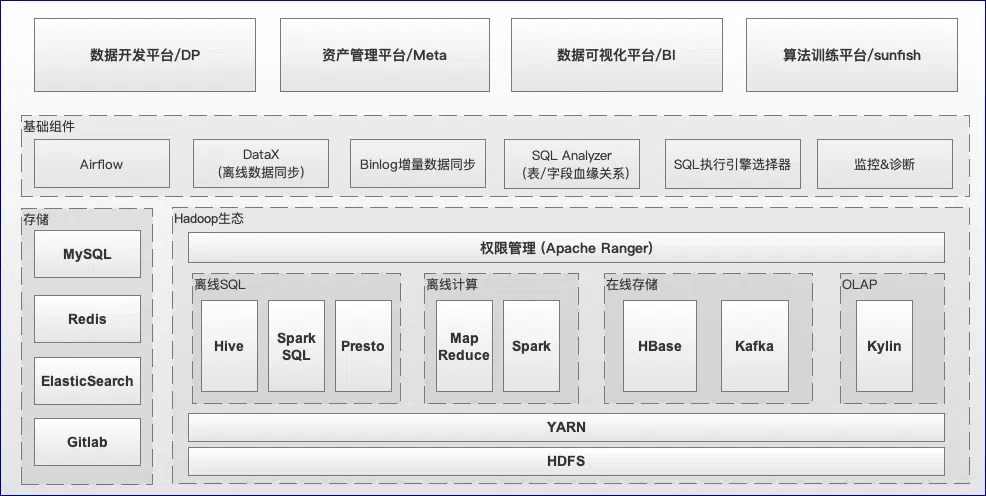 数据开发平台/DP
资产管理平台/Meta
数据可视化平台/BI
算法训练平台/sunfish
基础组件
Airflow
DataX
(离线数据同步)
Binlog增量数据同步
SQL Analyzer
(表/字段血缘关系)
SQL执行引擎选择器
监控&诊断
存储
MySQL
Redis
ElasticSearch
Gitlab
Hadoop生态
权限管理 (Apache Ranger)
离线SQL
Hive
Spark
SQL
Presto
离线计算
Map
Reduce
Spark
在线存储
HBase
Kafka
OLAP
Kylin
YARN
HDFS